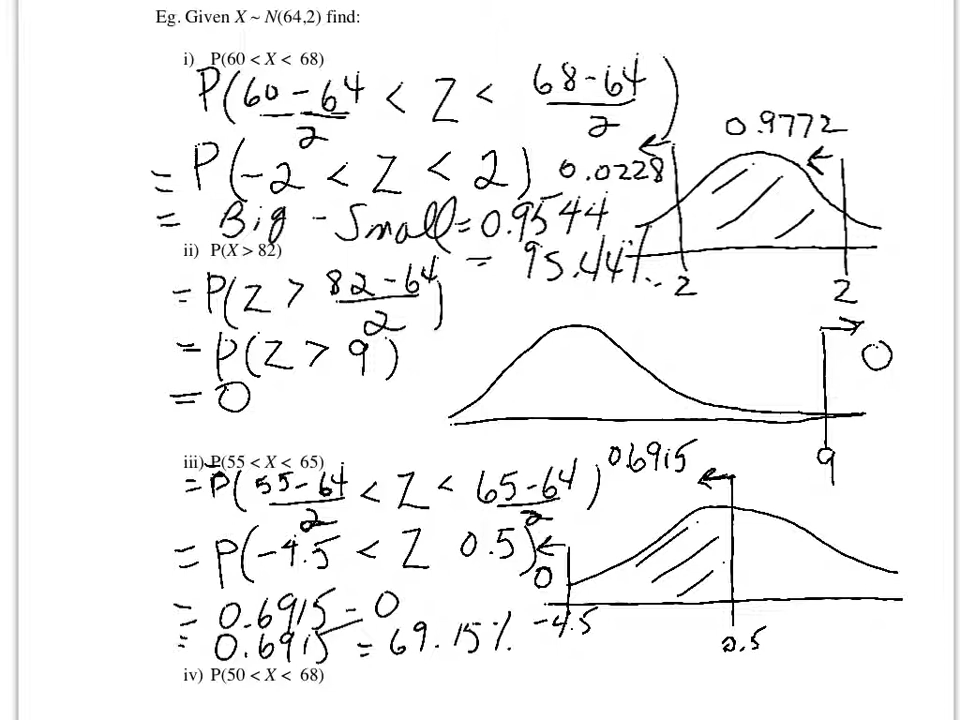 Eg. Given X ~ N(64,2) find:
i) P(60 < X < 68)
P(60-64/2 < Z < 68-64/2)
= P(-2 < Z < 2)
0.0228
0.9772
= Big - Small = 0.9544
= 95.44%
-2
2
ii) P(X > 82)
= P(Z > 82-64/2)
= P(Z > 9)
= 0
0
9
iii) P(55 < X < 65)
= P(55-64/2 < Z < 65-64/2)
0.6915
= P(-4.5 < Z 0.5)
0
= 0.6915 - 0
= 0.6915 = 69.15%
-4.5
0.5
iv) P(50 < X < 68)